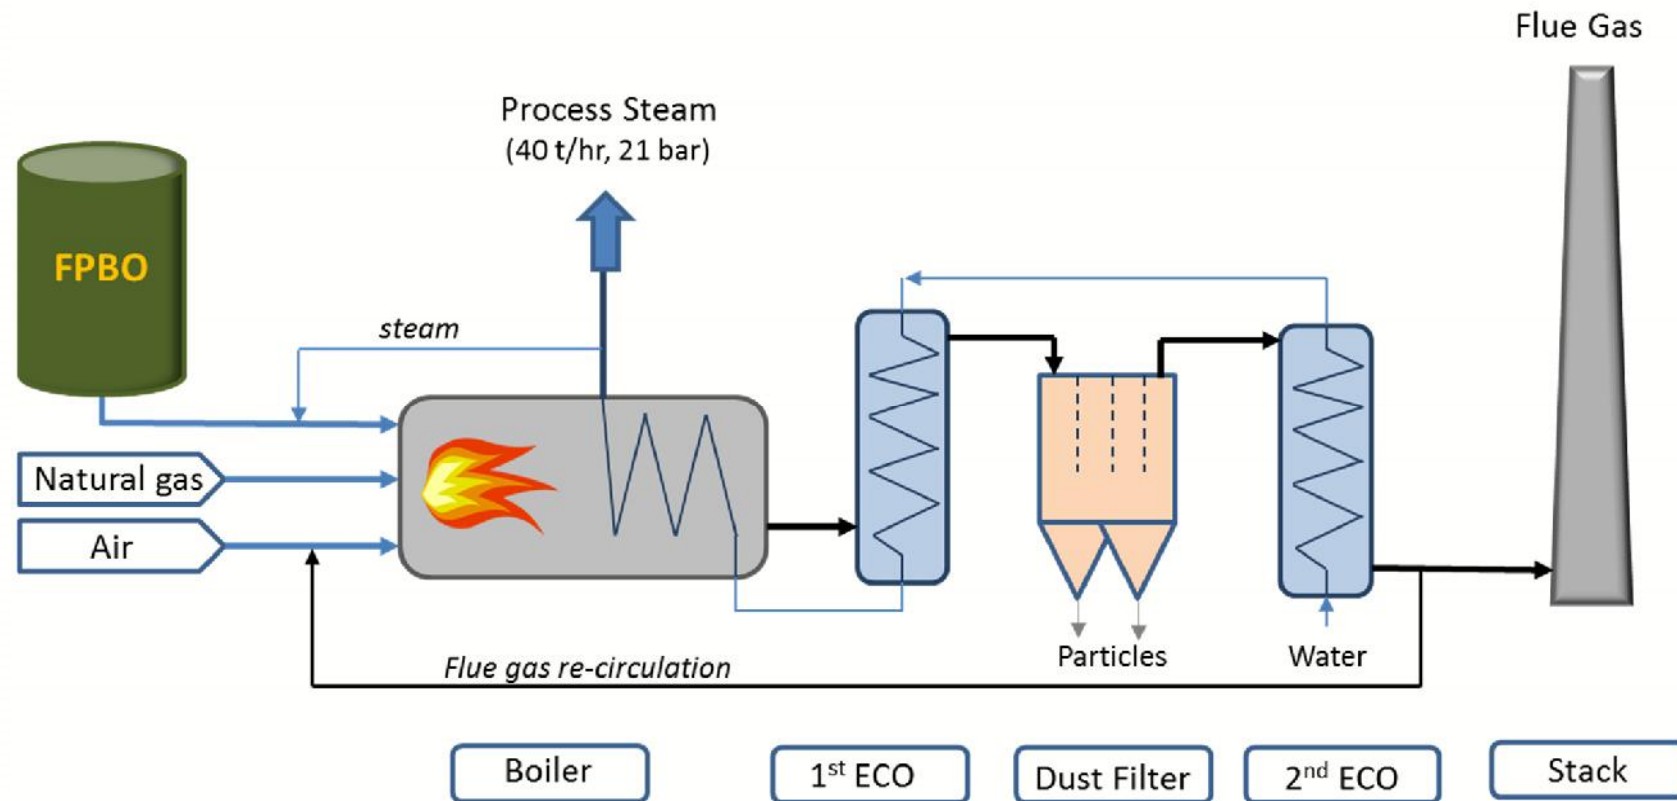 Flue Gas
Process Steam
(40 t/hr, 21 bar)
FPBO
steam
Natural gas
Air
Flue gas re-circulation
Particles
Water
Boiler
1st ECO
Dust Filter
2nd ECO
Stack